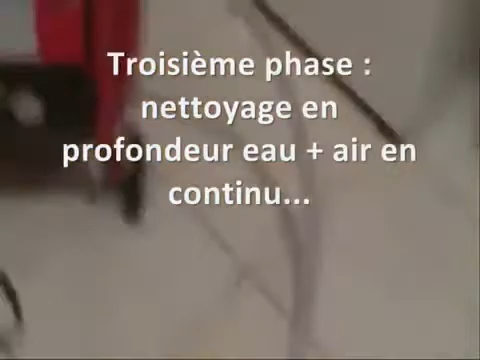 Troisième phase :
nettoyage en
profondeur eau + air en
continu...